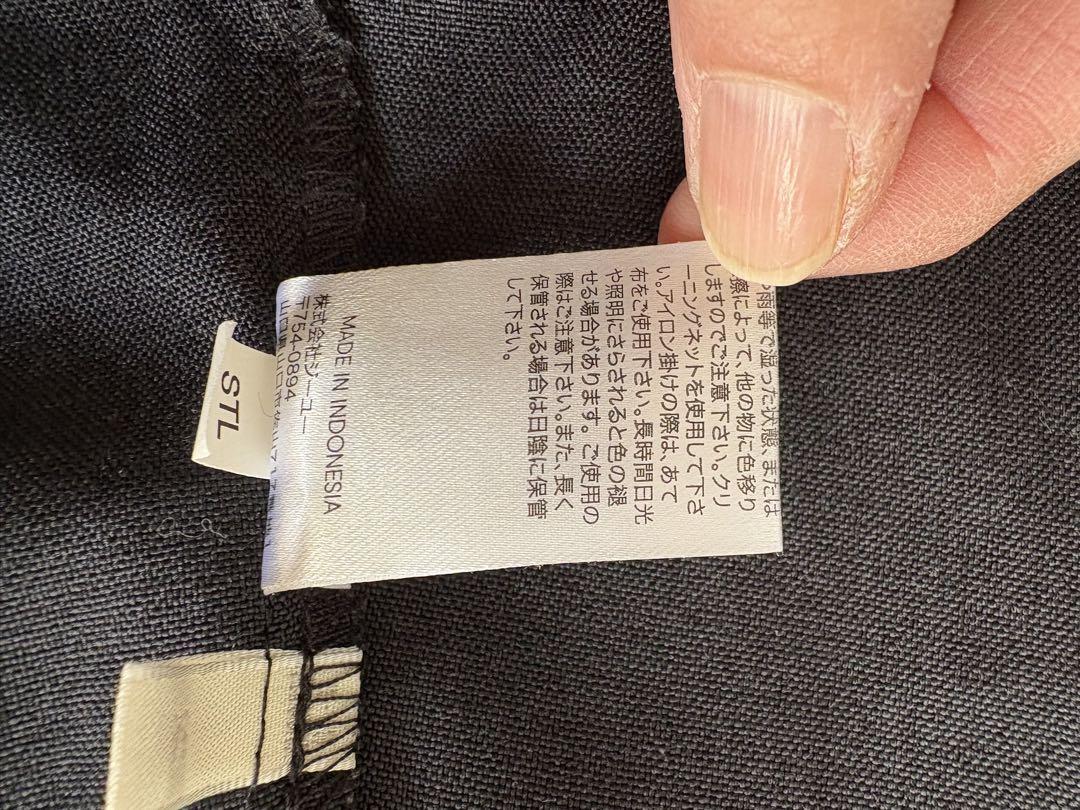 雨等で湿った状態、または
擦によって、他の物に色移り
しますのでご注意下さい。クリ
ーニングネットを使用して下さ
い。アイロン掛けの際は、あて
布をご使用下さい。長時間日光
や照明にさらされると色の褪
せる場合があります。ご使用の
際はご注意下さい。また、長く
保管される場合は日陰に保管
して下さい。
MADE IN INDONESIA
株式会社ジーユー
〒754-0894
山口県山口市
STL